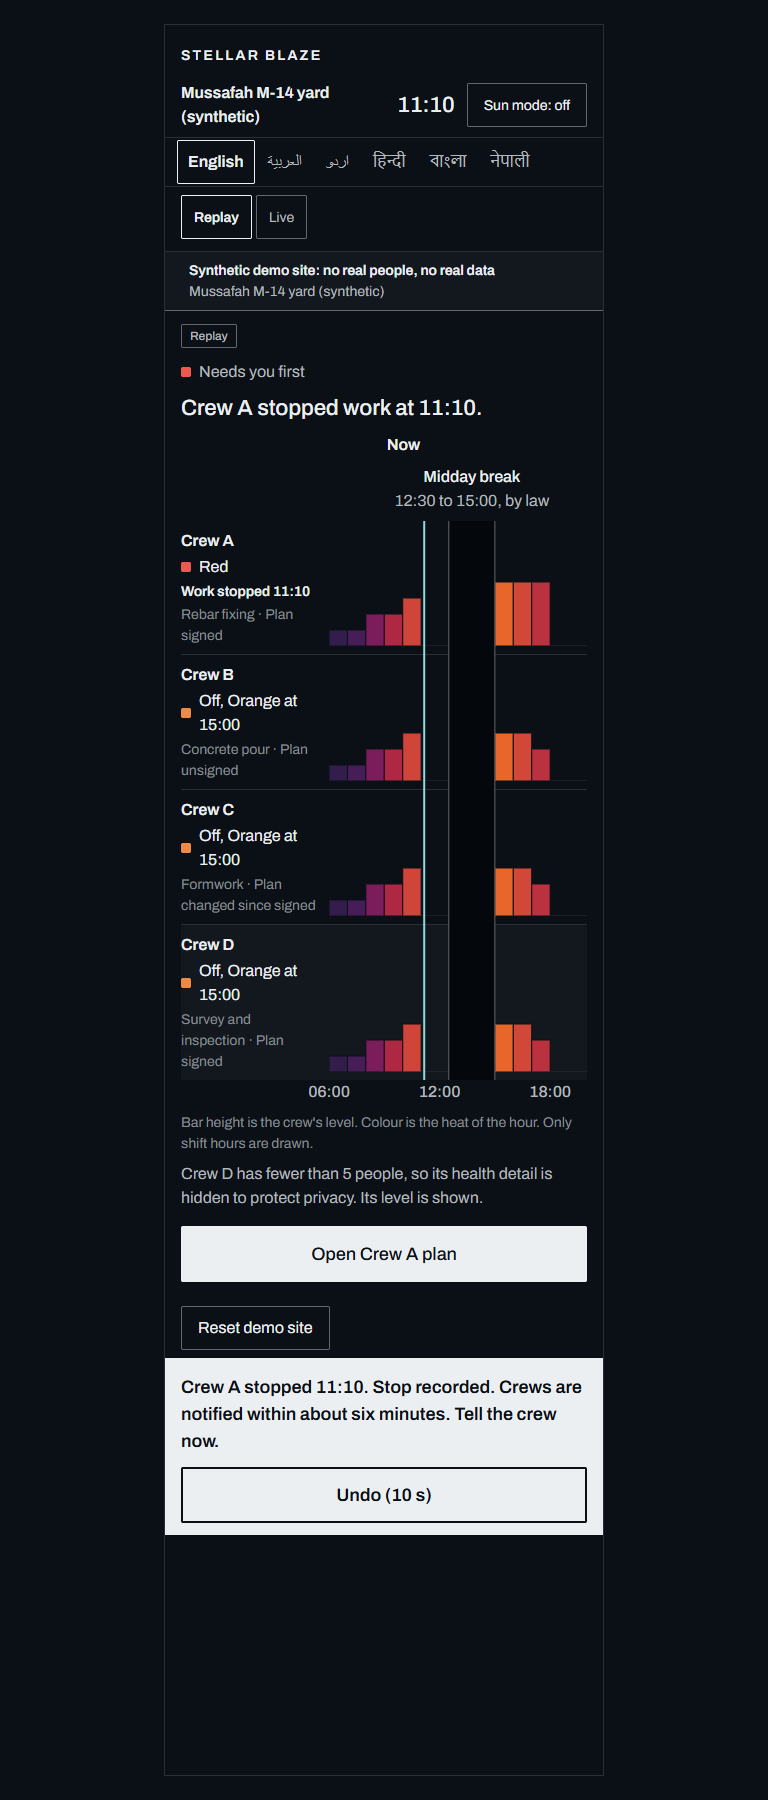 STELLAR BLAZE
Mussafah M-14 yard
(synthetic)
11:10
Sun mode: off
English العربية اردو हिन्दी বাংলা नेपाली
Replay Live
Synthetic demo site: no real people, no real data
Mussafah M-14 yard (synthetic)
Replay
Needs you first
Crew A stopped work at 11:10.
Now
Midday break
12:30 to 15:00, by law
Crew A
Red
Work stopped 11:10
Rebar fixing · Plan
signed
Crew B
Off, Orange at
15:00
Concrete pour · Plan
unsigned
Crew C
Off, Orange at
15:00
Formwork · Plan
changed since signed
Crew D
Off, Orange at
15:00
Survey and
inspection · Plan
signed
06:00 12:00 18:00
Bar height is the crew's level. Colour is the heat of the hour. Only
shift hours are drawn.
Crew D has fewer than 5 people, so its health detail is
hidden to protect privacy. Its level is shown.
Open Crew A plan
Reset demo site
Crew A stopped 11:10. Stop recorded. Crews are
notified within about six minutes. Tell the crew
now.
Undo (10 s)